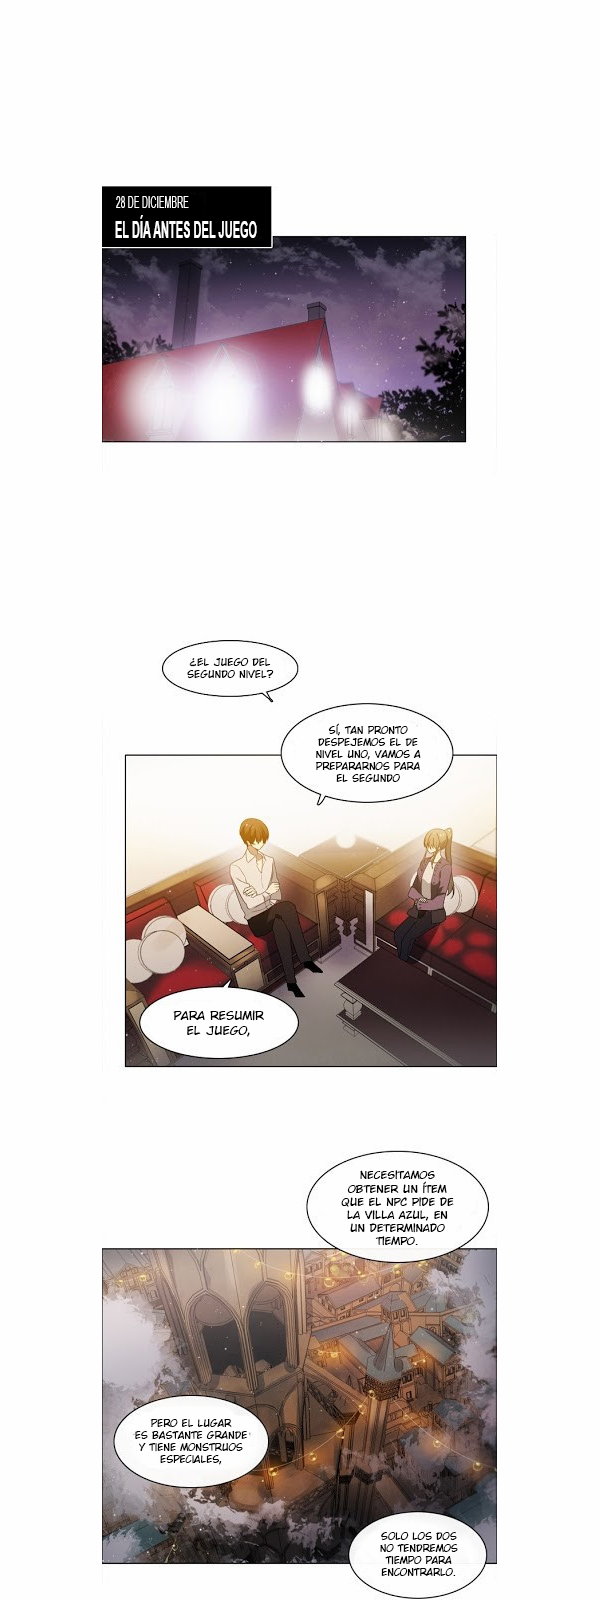 28 DE DICIEMBRE
EL DÍA ANTES DEL JUEGO
¿EL JUEGO DEL
SEGUNDO NIVEL?
SÍ, TAN PRONTO
DESPEJEMOS EL DE
NIVEL UNO, VAMOS A
PREPARARNOS PARA
EL SEGUNDO
PARA RESUMIR
EL JUEGO,
NECESITAMOS
OBTENER UN ÍTEM
QUE EL NPC PIDE DE
LA VILLA AZUL, EN
UN DETERMINADO
TIEMPO.
PERO EL LUGAR
ES BASTANTE GRANDE
Y TIENE MONSTRUOS
ESPECIALES,
SOLO LOS DOS
NO TENDREMOS
TIEMPO PARA
ENCONTRARLO.